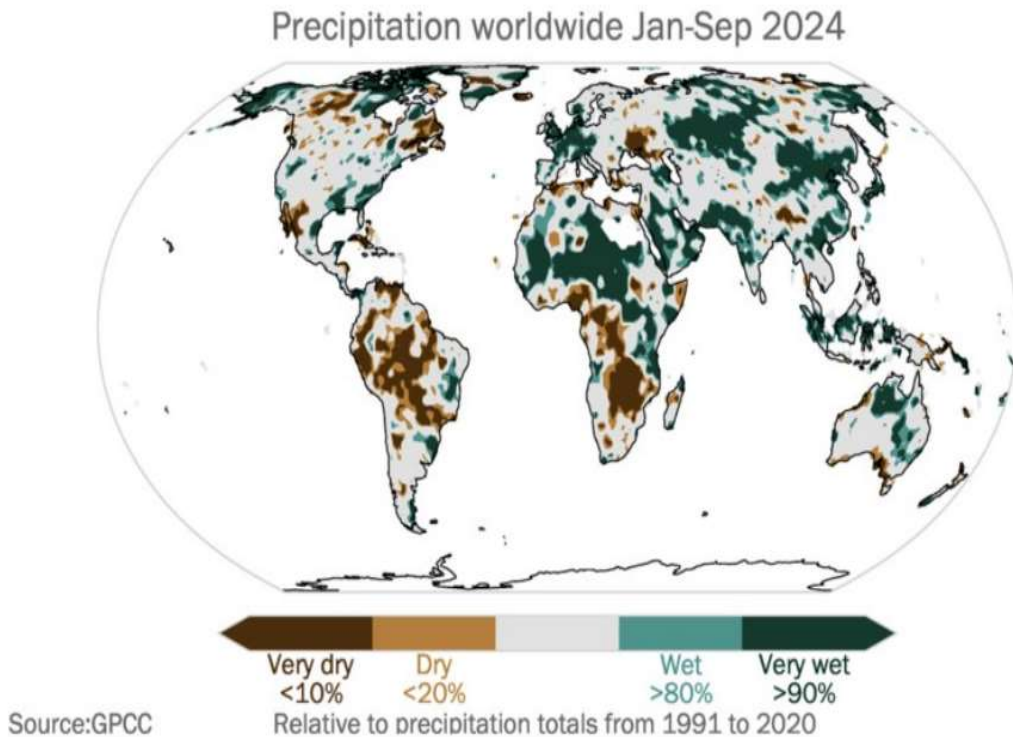 Precipitation worldwide Jan-Sep 2024
Very dry
<10%
Dry
<20%
Wet
>80%
Very wet
>90%
Source:GPCC
Relative to precipitation totals from 1991 to 2020